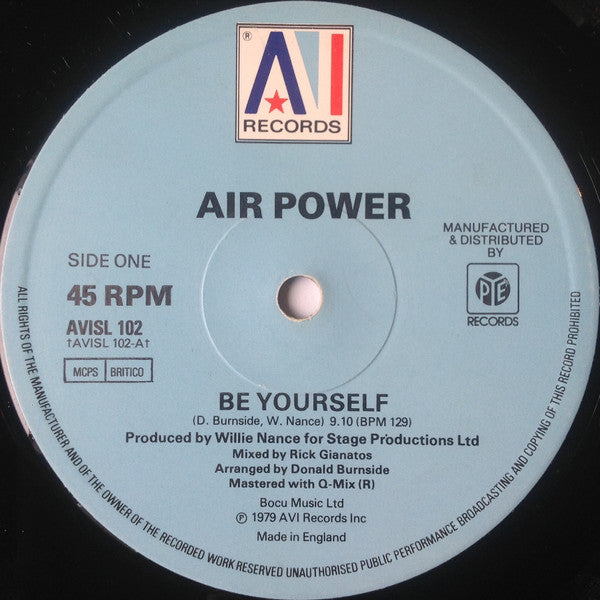 ®
AVI
RECORDS
AIR POWER
SIDE ONE
45 RPM
AVISL 102
†AVISL 102-A†
MCPS BRITICO
MANUFACTURED
& DISTRIBUTED
BY
PYE
RECORDS
BE YOURSELF
(D. Burnside, W. Nance) 9.10 (BPM 129)
Produced by Willie Nance for Stage Productions Ltd
Mixed by Rick Gianatos
Arranged by Donald Burnside
Mastered with Q-Mix (R)
Bocu Music Ltd
℗ 1979 AVI Records Inc
Made in England
ALL RIGHTS OF THE MANUFACTURER AND OF THE OWNER OF THE RECORDED WORK RESERVED UNAUTHORISED PUBLIC PERFORMANCE BROADCASTING AND COPYING OF THIS RECORD PROHIBITED